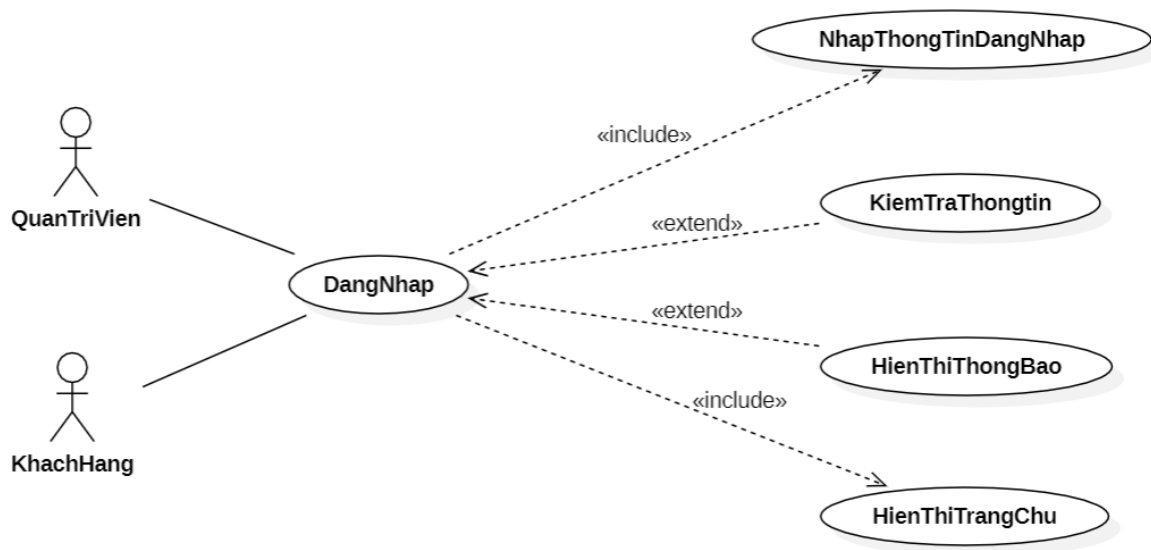 NhapThongTinDangNhap
«include»
QuanTriVien
KiemTraThongtin
«extend»
DangNhap
«extend»
HienThiThongBao
KhachHang
«include»
HienThiTrangChu